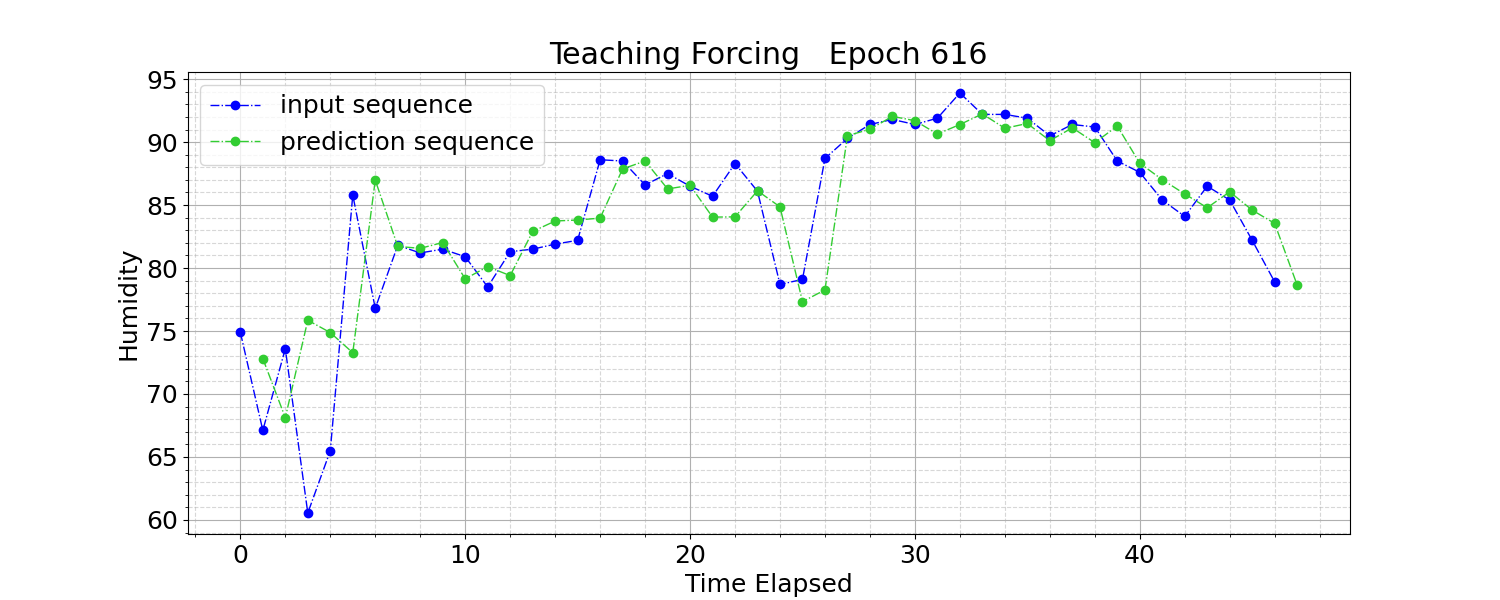 Teaching Forcing   Epoch 616
95
90
85
80
75
70
65
60
Humidity
input sequence
prediction sequence
0 10 20 30 40
Time Elapsed